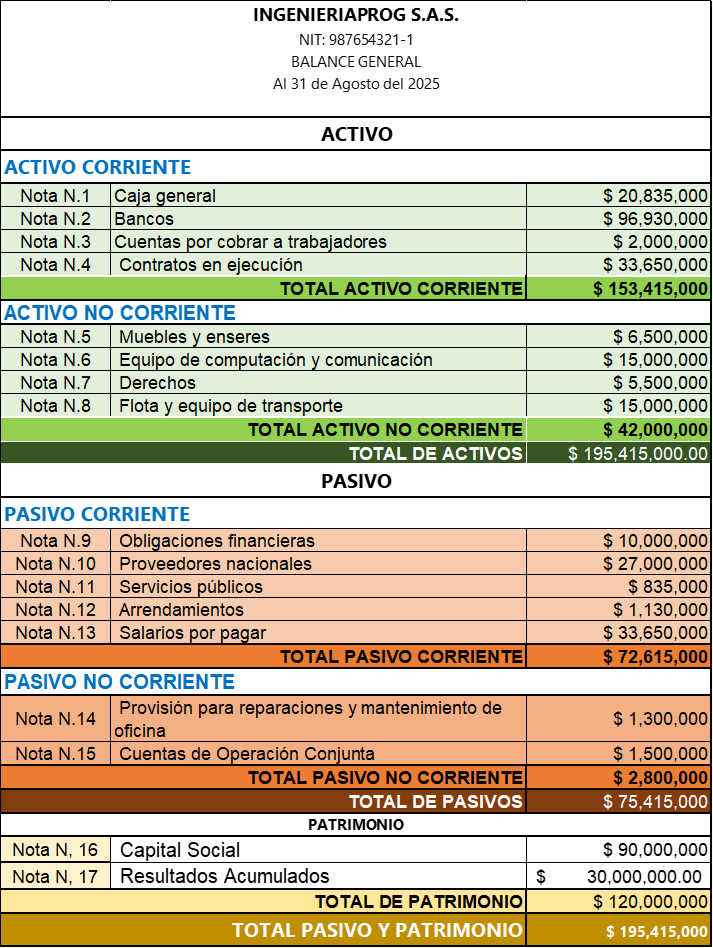 INGENIERIAPROG S.A.S.
NIT: 987654321-1
BALANCE GENERAL
Al 31 de Agosto del 2025
ACTIVO
ACTIVO CORRIENTE
Nota N.1 Caja general $ 20,835,000
Nota N.2 Bancos $ 96,930,000
Nota N.3 Cuentas por cobrar a trabajadores $ 2,000,000
Nota N.4 Contratos en ejecución $ 33,650,000
TOTAL ACTIVO CORRIENTE $ 153,415,000
ACTIVO NO CORRIENTE
Nota N.5 Muebles y enseres $ 6,500,000
Nota N.6 Equipo de computación y comunicación $ 15,000,000
Nota N.7 Derechos $ 5,500,000
Nota N.8 Flota y equipo de transporte $ 15,000,000
TOTAL ACTIVO NO CORRIENTE $ 42,000,000
TOTAL DE ACTIVOS $ 195,415,000.00
PASIVO
PASIVO CORRIENTE
Nota N.9 Obligaciones financieras $ 10,000,000
Nota N.10 Proveedores nacionales $ 27,000,000
Nota N.11 Servicios públicos $ 835,000
Nota N.12 Arrendamientos $ 1,130,000
Nota N.13 Salarios por pagar $ 33,650,000
TOTAL PASIVO CORRIENTE $ 72,615,000
PASIVO NO CORRIENTE
Nota N.14 Provisión para reparaciones y mantenimiento de
oficina $ 1,300,000
Nota N.15 Cuentas de Operación Conjunta $ 1,500,000
TOTAL PASIVO NO CORRIENTE $ 2,800,000
TOTAL DE PASIVOS $ 75,415,000
PATRIMONIO
Nota N, 16 Capital Social $ 90,000,000
Nota N, 17 Resultados Acumulados $ 30,000,000.00
TOTAL DE PATRIMONIO $ 120,000,000
TOTAL PASIVO Y PATRIMONIO $ 195,415,000